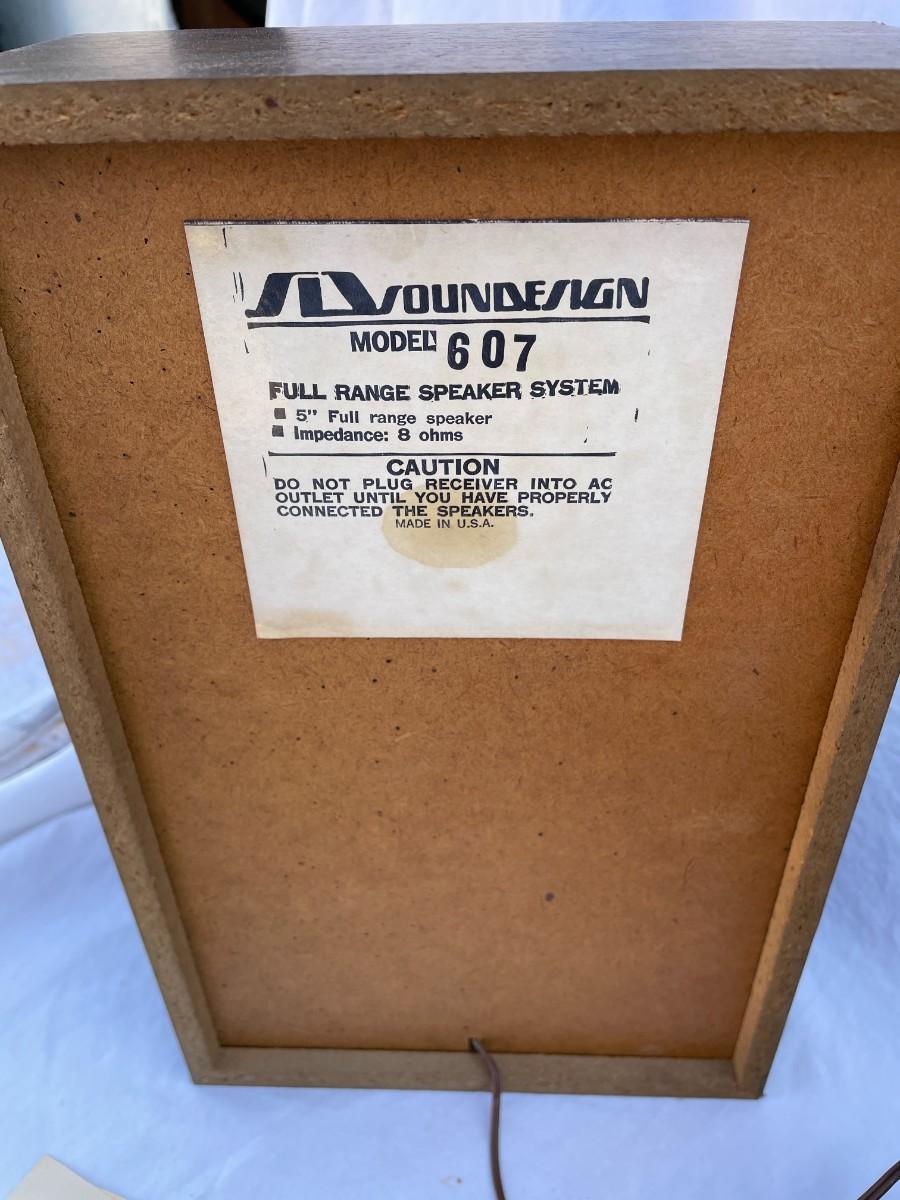 SD SOUNDESIGN
MODEL 607
FULL RANGE SPEAKER SYSTEM
■ 5" Full range speaker
■ Impedance: 8 ohms
CAUTION
DO NOT PLUG RECEIVER INTO AC
OUTLET UNTIL YOU HAVE PROPERLY
CONNECTED THE SPEAKERS.
MADE IN U.S.A.